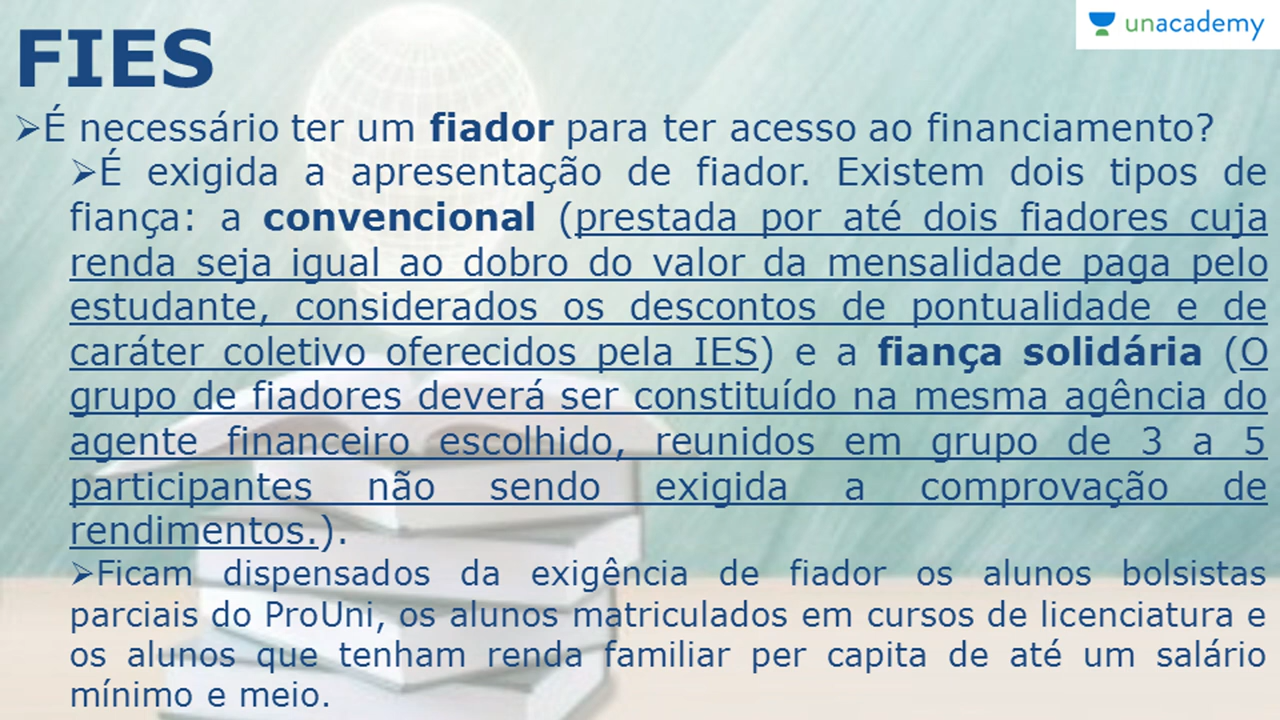 unacademy
FIES
➢É necessário ter um fiador para ter acesso ao financiamento?
➢É exigida a apresentação de fiador. Existem dois tipos de
fiança: a convencional (prestada por até dois fiadores cuja
renda seja igual ao dobro do valor da mensalidade paga pelo
estudante, considerados os descontos de pontualidade e de
caráter coletivo oferecidos pela IES) e a fiança solidária (O
grupo de fiadores deverá ser constituído na mesma agência do
agente financeiro escolhido, reunidos em grupo de 3 a 5
participantes não sendo exigida a comprovação de
rendimentos.).
➢Ficam dispensados da exigência de fiador os alunos bolsistas
parciais do ProUni, os alunos matriculados em cursos de licenciatura e
os alunos que tenham renda familiar per capita de até um salário
mínimo e meio.